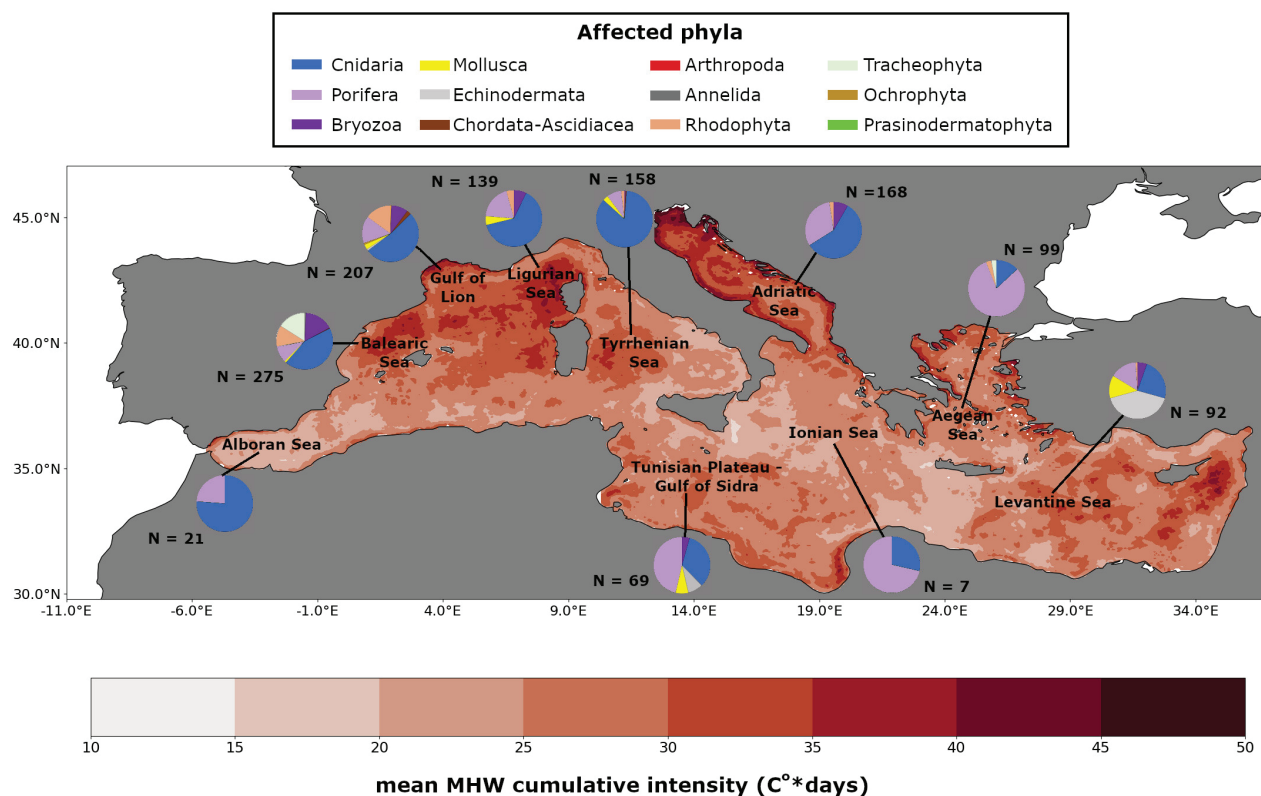 Affected phyla
Cnidaria
Mollusca
Arthropoda
Tracheophyta
Porifera
Echinodermata
Annelida
Ochrophyta
Bryozoa
Chordata-Ascidiacea
Rhodophyta
Prasinodermatophyta
N = 139
N = 158
N =168
45.0°N
N = 99
N = 207
Gulf of
Lion
Ligurian
Sea
Adriatic
Sea
40.0°N
Balearic
Sea
Tyrrhenian
Sea
N = 275
N = 92
Aegean
Sea
Alboran Sea
Ionian Sea
35.0°N
Tunisian Plateau -
Gulf of Sidra
Levantine Sea
N = 21
N = 69
N = 7
30.0°N
-11.0°E
-6.0°E
-1.0°E
4.0°E
9.0°E
14.0°E
19.0°E
24.0°E
29.0°E
34.0°E
10
15
20
25
30
35
40
45
50
mean MHW cumulative intensity (C°*days)